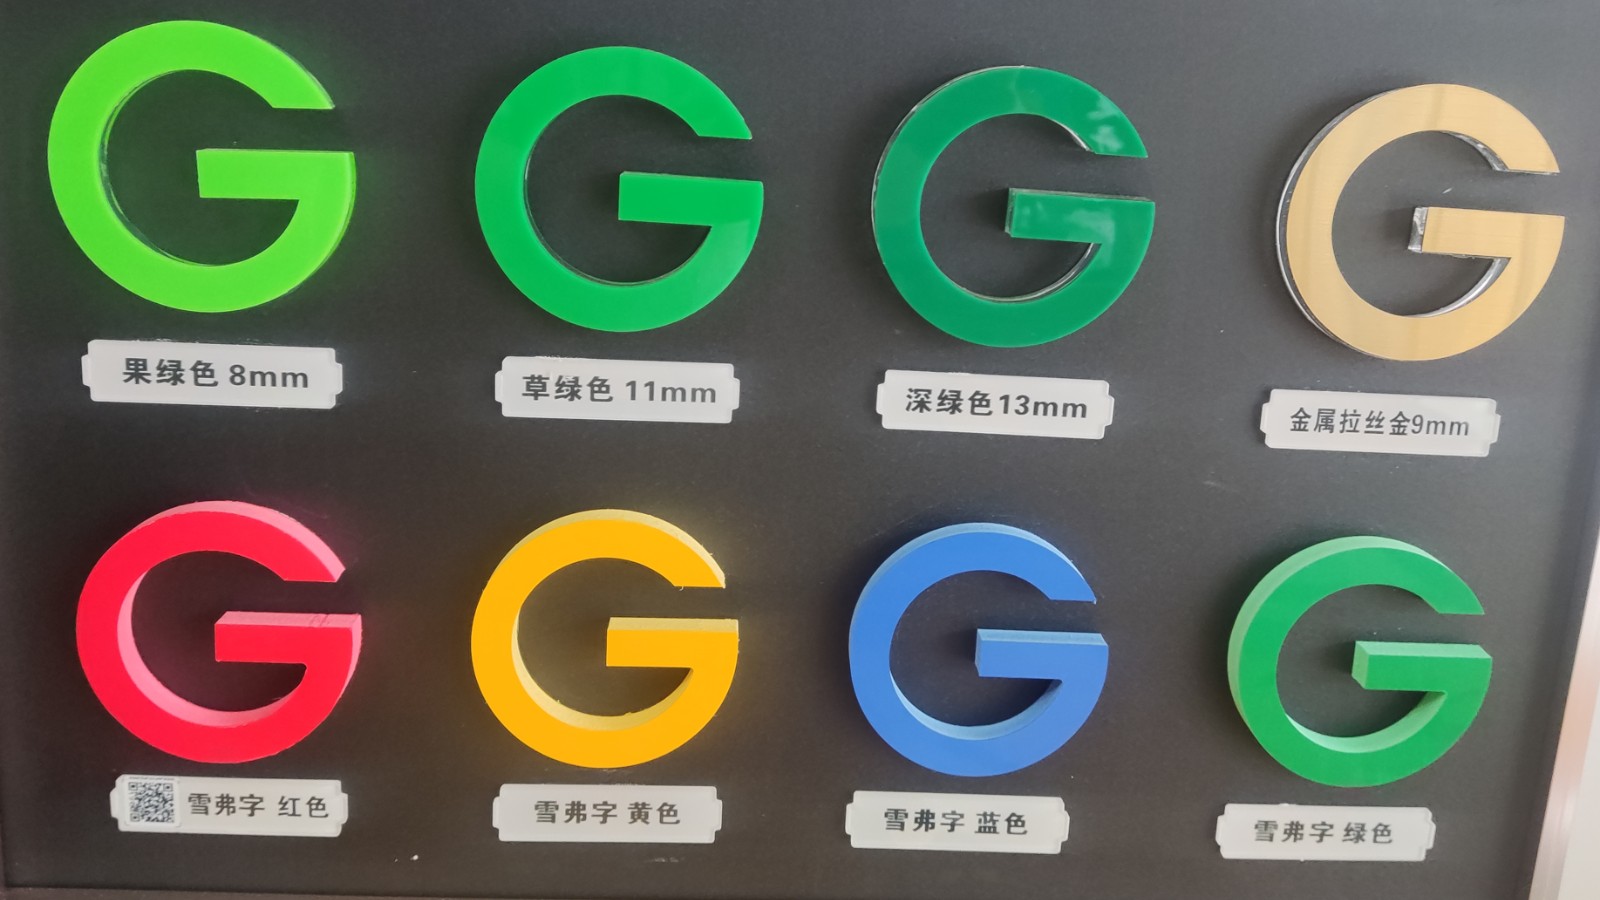 G G G G
果绿色 8mm
草绿色 11mm
深绿色13mm
金属拉丝金9mm
G G G G
雪弗字 红色
雪弗字 黄色
雪弗字 蓝色
雪弗字 绿色